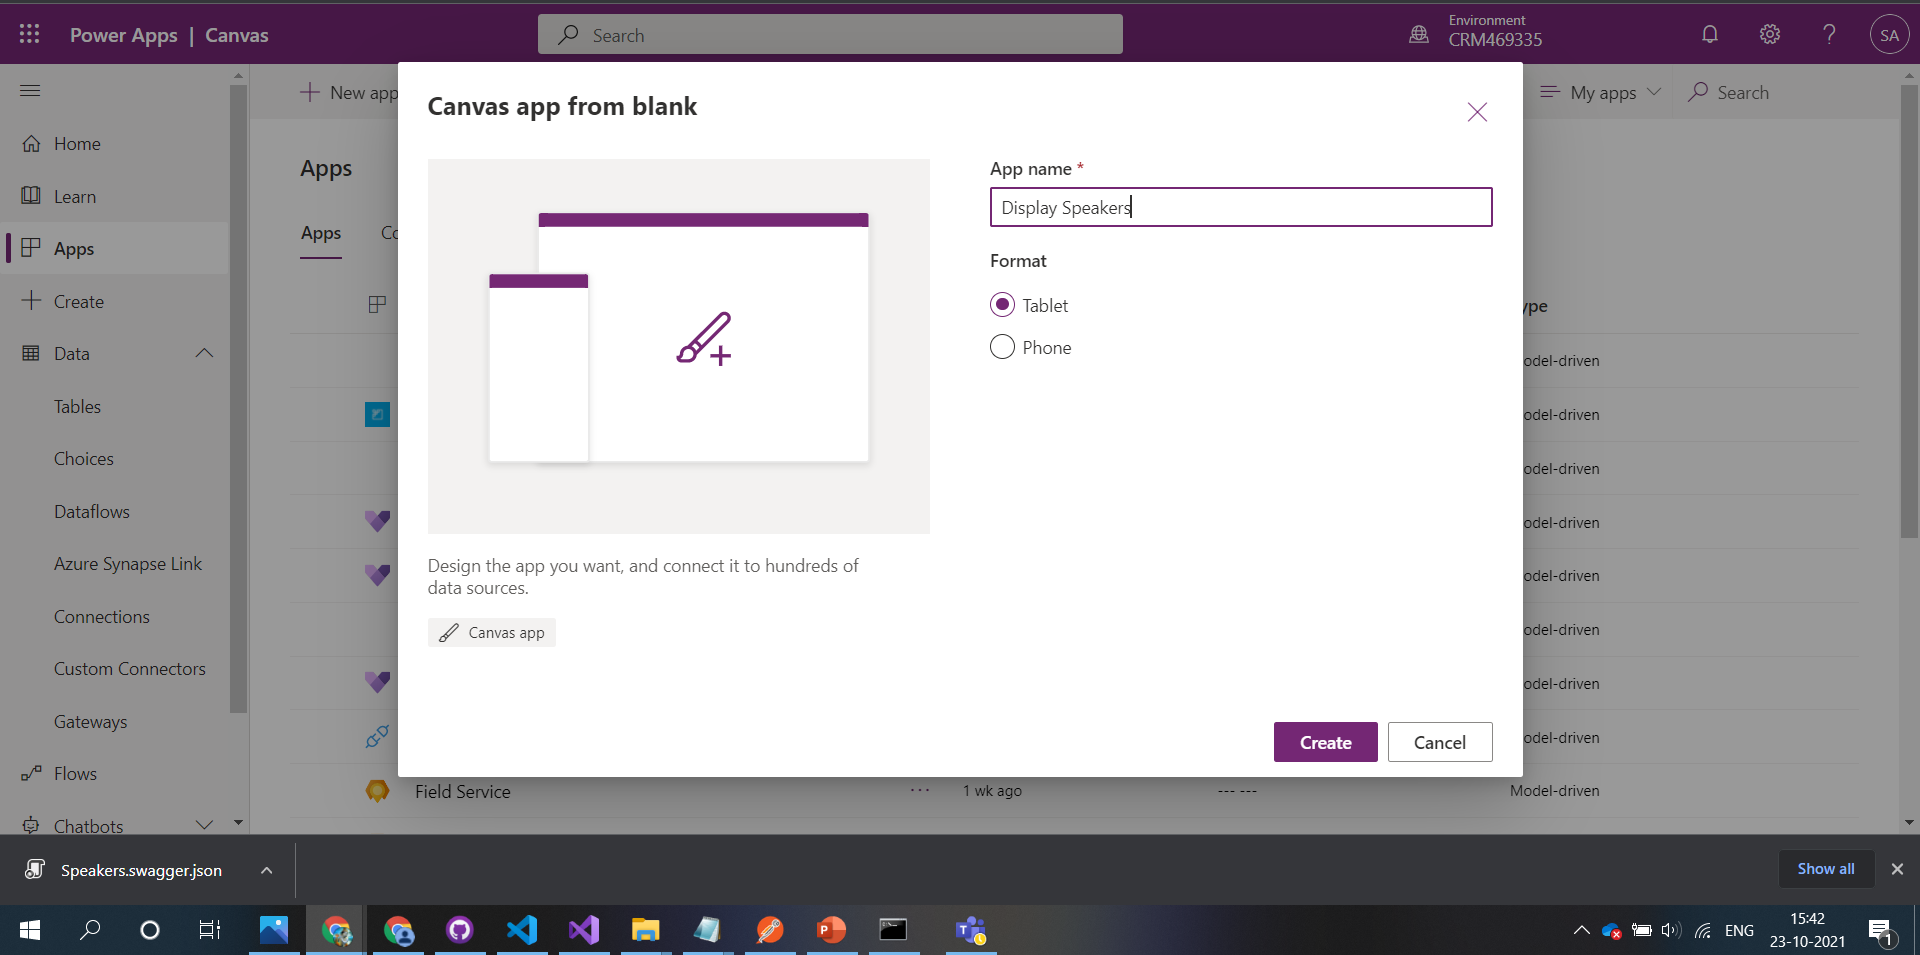 Power Apps | Canvas
Search
Environment
CRM469335
SA
New app
My apps
Search
Home
Learn
Apps
Create
Data
Tables
Choices
Dataflows
Azure Synapse Link
Connections
Custom Connectors
Gateways
Flows
Chatbots
Apps
Apps
Co
Canvas app from blank
Design the app you want, and connect it to hundreds of
data sources.
Canvas app
App name *
Display Speakers
Format
Tablet
Phone
Create
Cancel
ype
odel-driven
odel-driven
odel-driven
odel-driven
odel-driven
odel-driven
odel-driven
odel-driven
Field Service
... 1 wk ago
--- ---
Model-driven
Speakers.swagger.json
Show all
ENG
15:42
23-10-2021
1